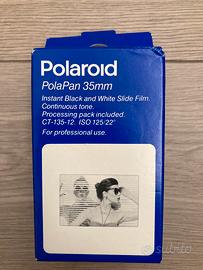 Polaroid
PolaPan 35mm
Instant Black and White Slide Film.
Continuous tone.
Processing pack included.
CT-135-12. ISO 125/22°
For professional use.
subito